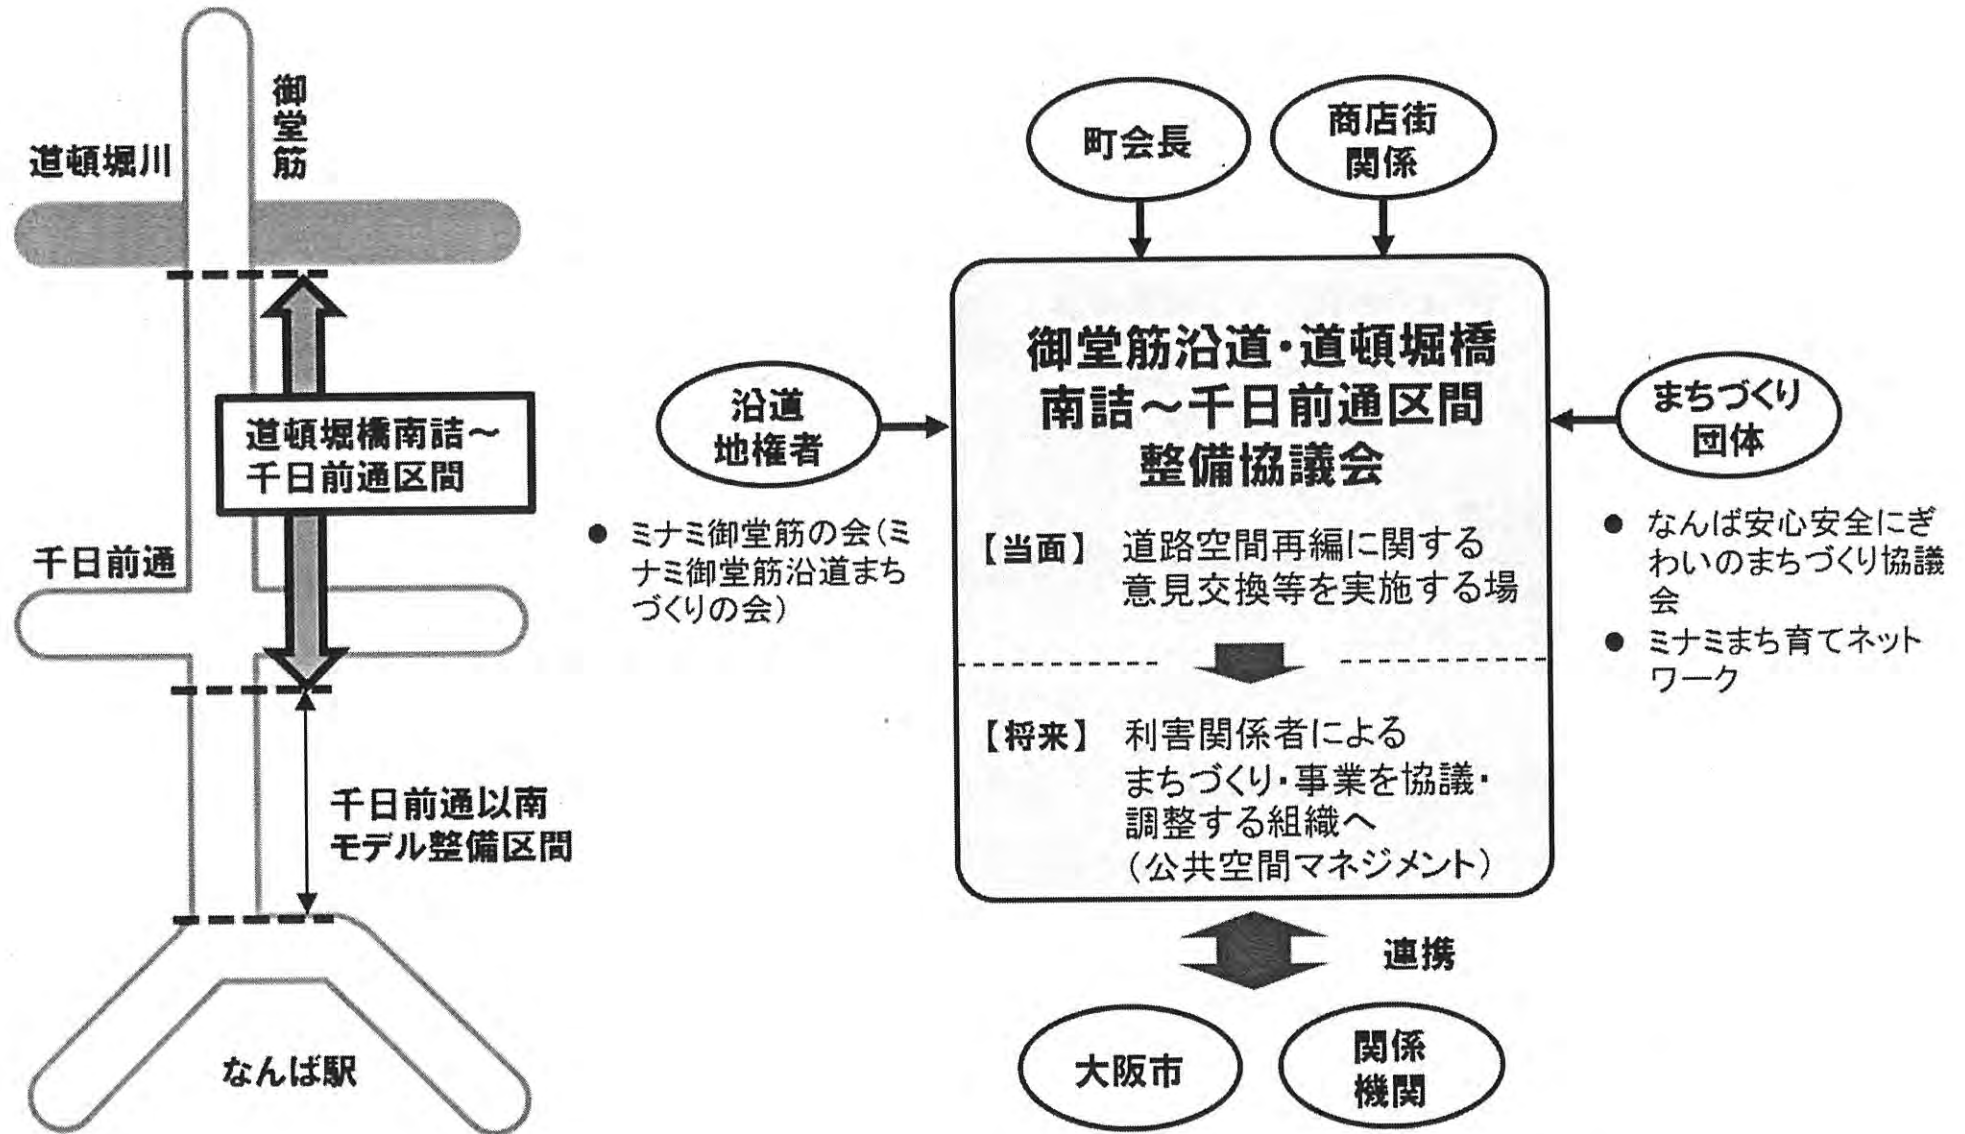 御堂筋
道頓堀川
道頓堀橋南詰～
千日前通区間
千日前通
千日前通以南
モデル整備区間
なんば駅
町会長
商店街
関係
沿道
地権者
● ミナミ御堂筋の会(ミ
ナミ御堂筋沿道まち
づくりの会)
御堂筋沿道・道頓堀橋
南詰～千日前通区間
整備協議会
【当面】 道路空間再編に関する
意見交換等を実施する場
【将来】 利害関係者による
まちづくり・事業を協議・
調整する組織へ
(公共空間マネジメント)
まちづくり
団体
● なんば安心安全にぎ
わいのまちづくり協議
会
● ミナミまち育てネット
ワーク
連携
大阪市
関係
機関